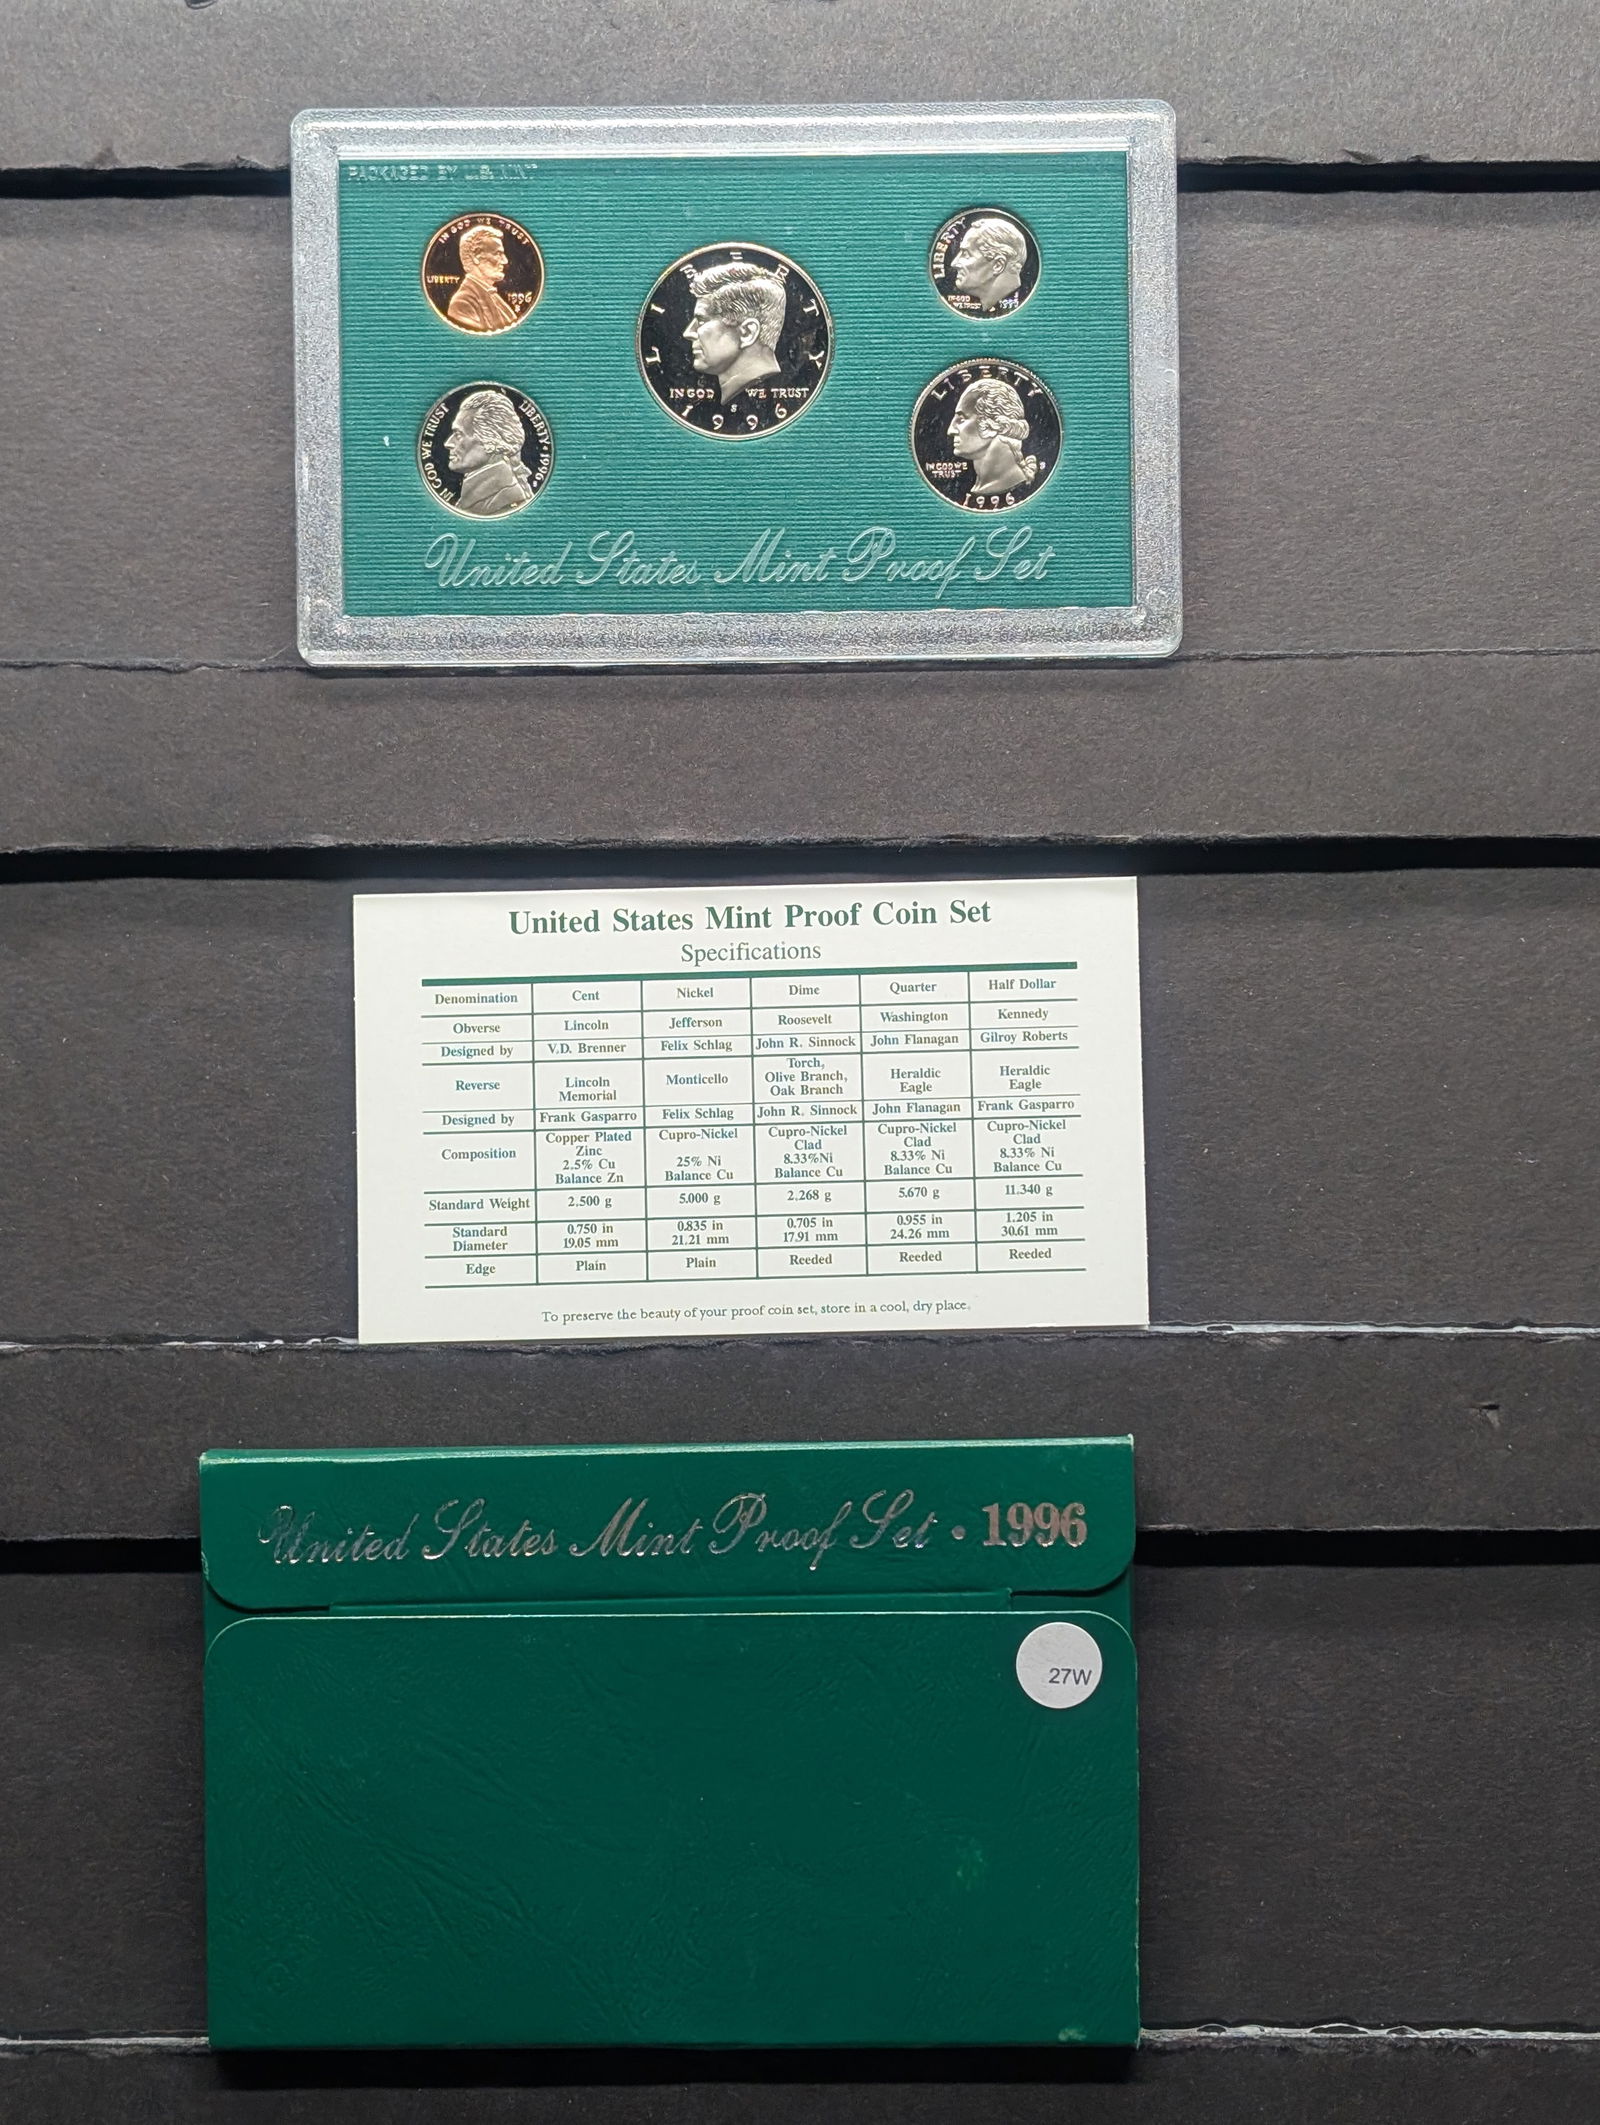 PACKAGED BY U.S. MINT
IN GOD WE TRUST
LIBERTY
1996
S
LIBERTY
IN GOD WE TRUST
S
1996
LIBERTY
IN GOD
WE TRUST
IN GOD WE TRUST
LIBERTY • 1996
LIBERTY
IN GOD WE
TRUST
S
1996
United States Mint Proof Set
United States Mint Proof Coin Set
Specifications
Denomination Cent Nickel Dime Quarter Half Dollar
Obverse Lincoln Jefferson Roosevelt Washington Kennedy
Designed by V.D. Brenner Felix Schlag John R. Sinnock John Flanagan Gilroy Roberts
Reverse Lincoln Memorial Monticello Torch, Olive Branch, Oak Branch Heraldic Eagle Heraldic Eagle
Designed by Frank Gasparro Felix Schlag John R. Sinnock John Flanagan Frank Gasparro
Composition Copper Plated Zinc 2.5% Cu Balance Zn Cupro-Nickel 25% Ni Balance Cu Cupro-Nickel Clad 8.33%Ni Balance Cu Cupro-Nickel Clad 8.33% Ni Balance Cu Cupro-Nickel Clad 8.33% Ni Balance Cu
Standard Weight 2.500 g 5.000 g 2.268 g 5.670 g 11.340 g
Standard Diameter 0.750 in 19.05 mm 0.835 in 21.21 mm 0.705 in 17.91 mm 0.955 in 24.26 mm 1.205 in 30.61 mm
Edge Plain Plain Reeded Reeded Reeded
To preserve the beauty of your proof coin set, store in a cool, dry place.
United States Mint Proof Set • 1996
27W